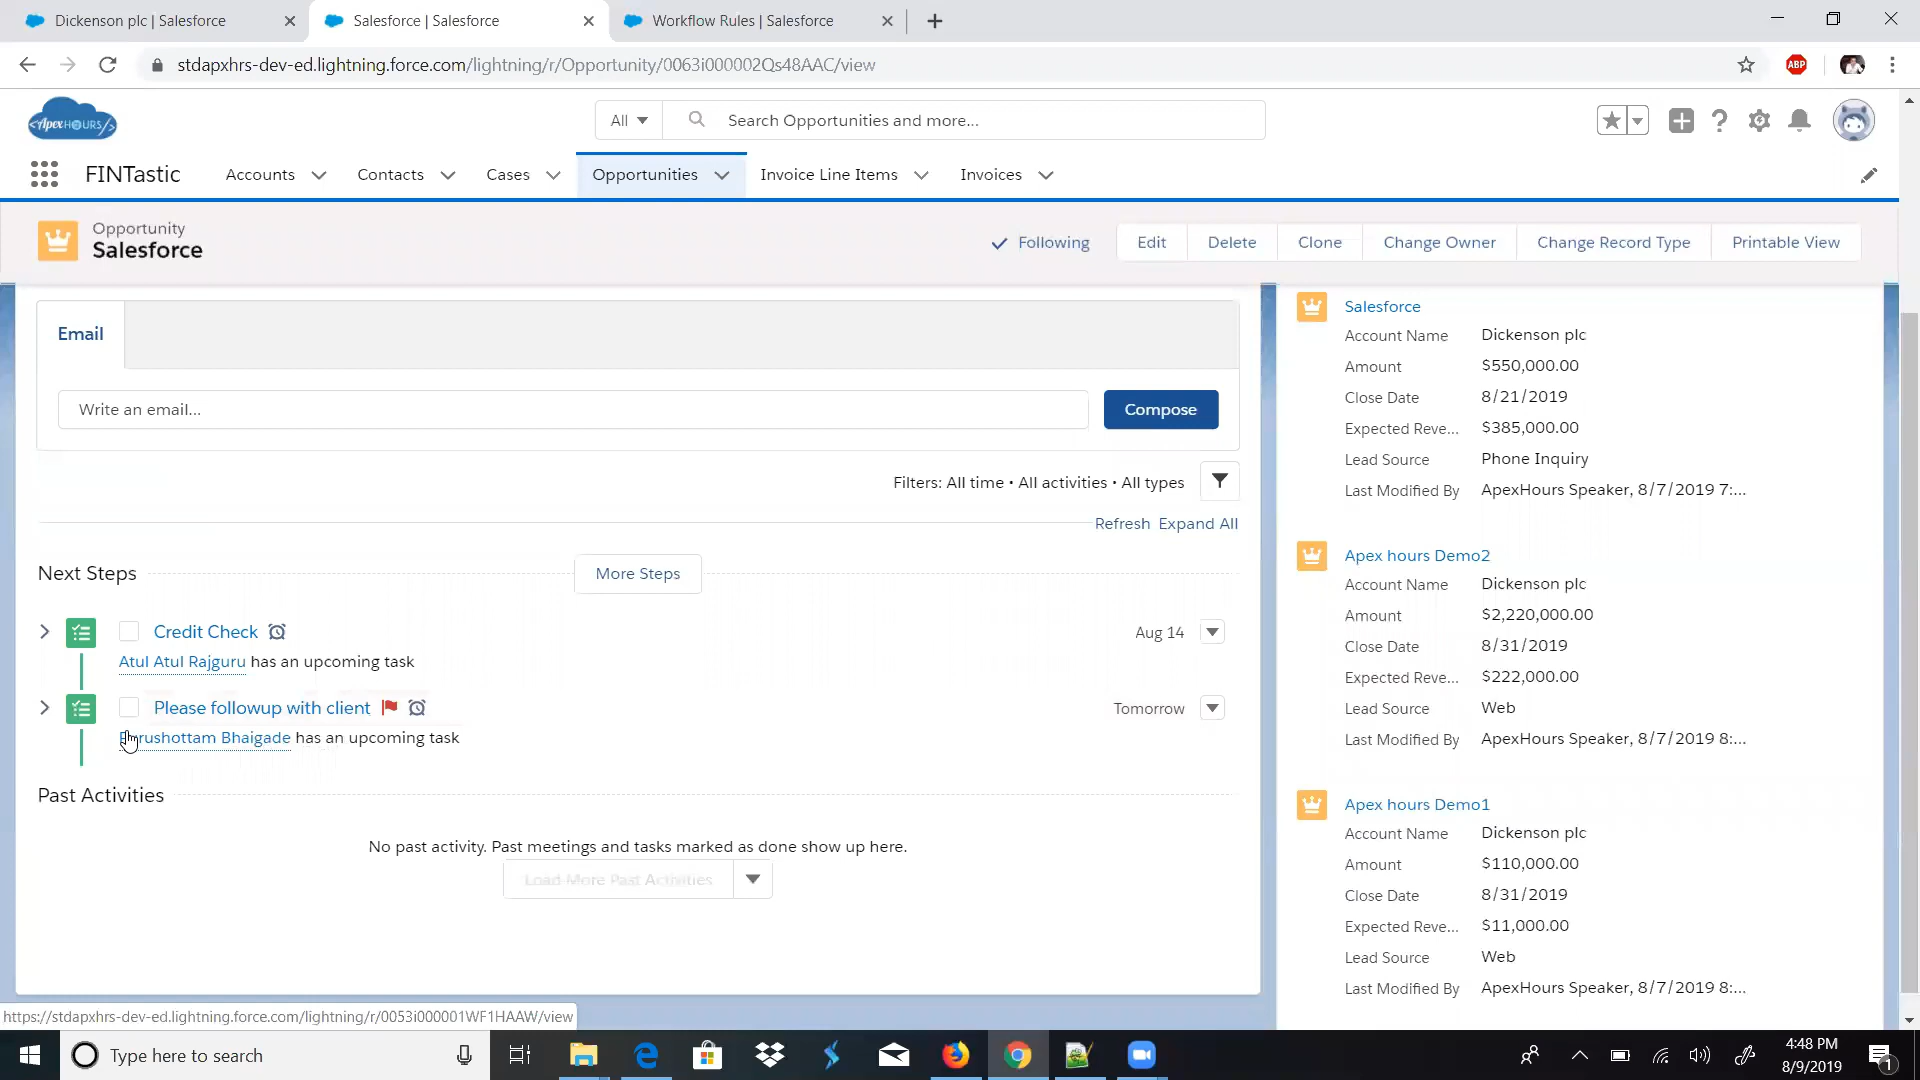 Dickenson plc | Salesforce
Salesforce | Salesforce
Workflow Rules | Salesforce
stdapxhrs-dev-ed.lightning.force.com/lightning/r/Opportunity/0063i000002Qs48AAC/view
ABP
<ApexHOURS/>
All
Search Opportunities and more...
FINTastic
Accounts
Contacts
Cases
Opportunities
Invoice Line Items
Invoices
Opportunity
Salesforce
Following
Edit
Delete
Clone
Change Owner
Change Record Type
Printable View
Email
Write an email...
Compose
Filters: All time • All activities • All types
Refresh Expand All
Next Steps
More Steps
Credit Check
Aug 14
Atul Atul Rajguru has an upcoming task
Please followup with client
Tomorrow
rushottam Bhaigade has an upcoming task
Past Activities
No past activity. Past meetings and tasks marked as done show up here.
Load More Past Activities
Salesforce
Account Name Dickenson plc
Amount $550,000.00
Close Date 8/21/2019
Expected Reve... $385,000.00
Lead Source Phone Inquiry
Last Modified By ApexHours Speaker, 8/7/2019 7:...
Apex hours Demo2
Account Name Dickenson plc
Amount $2,220,000.00
Close Date 8/31/2019
Expected Reve... $222,000.00
Lead Source Web
Last Modified By ApexHours Speaker, 8/7/2019 8:...
Apex hours Demo1
Account Name Dickenson plc
Amount $110,000.00
Close Date 8/31/2019
Expected Reve... $11,000.00
Lead Source Web
Last Modified By ApexHours Speaker, 8/7/2019 8:...
https://stdapxhrs-dev-ed.lightning.force.com/lightning/r/0053i000001WF1HAAW/view
Type here to search
4:48 PM
8/9/2019
1